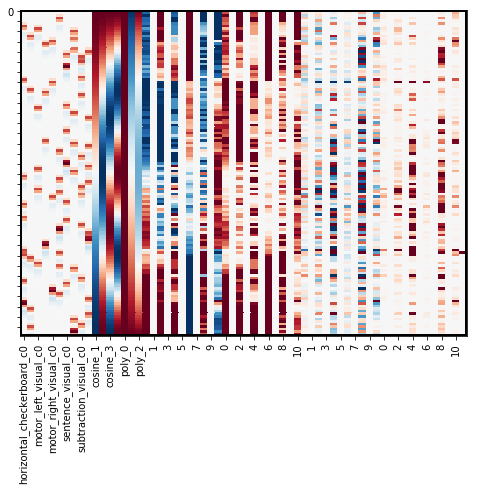 0
horizontal_checkerboard_c0
motor_left_visual_c0
motor_right_visual_c0
sentence_visual_c0
subtraction_visual_c0
cosine_1
cosine_3
poly_0
poly_2
1
3
5
7
9
0
2
4
6
8
10
1
3
5
7
9
0
2
4
6
8
10